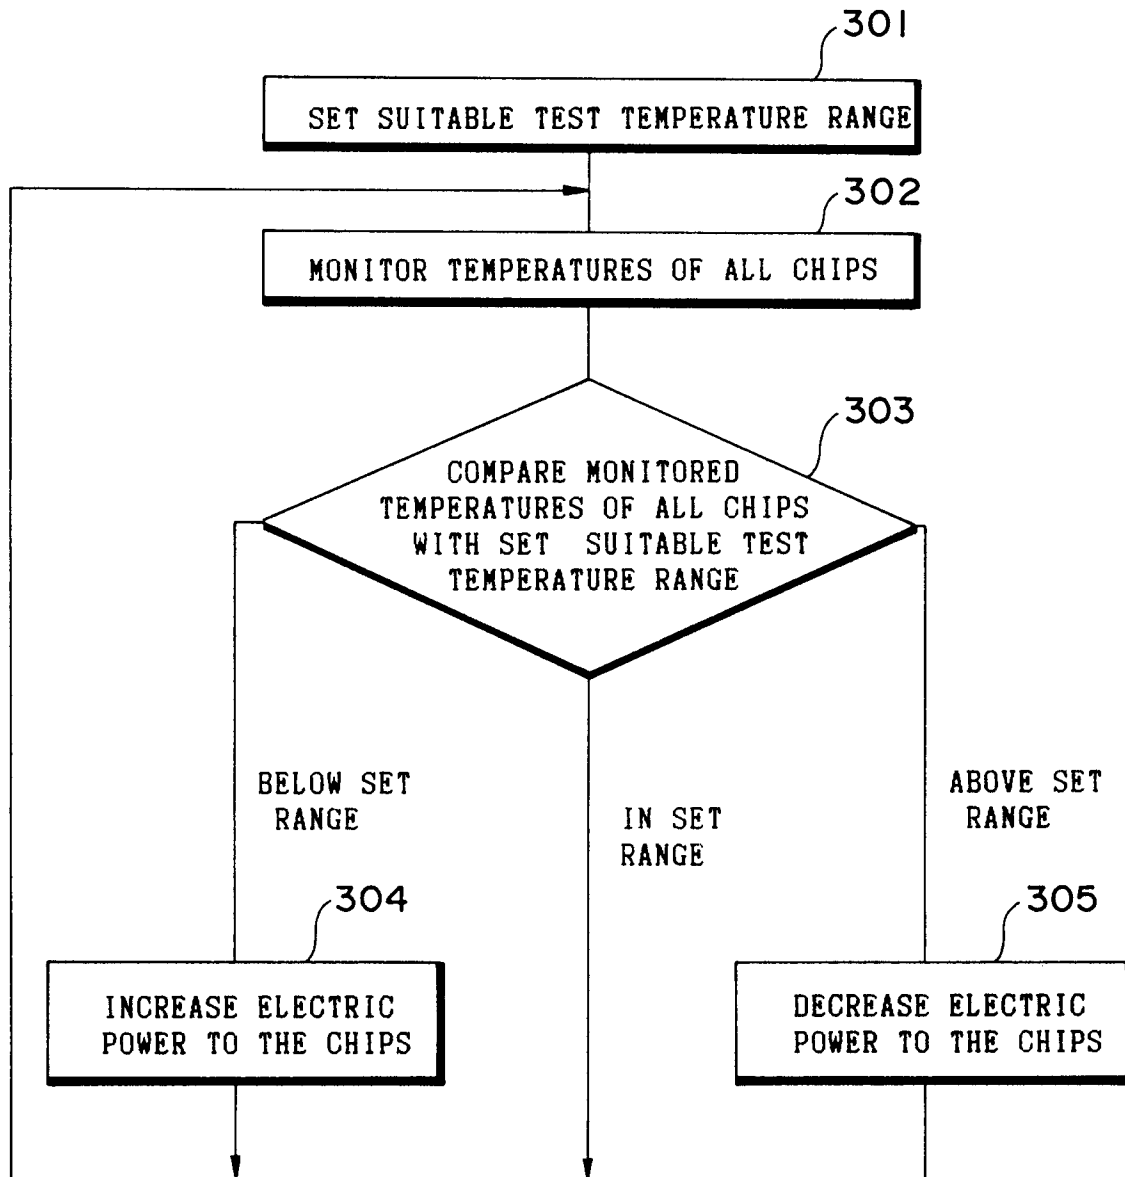 301
SET SUITABLE TEST TEMPERATURE RANGE
302
MONITOR TEMPERATURES OF ALL CHIPS
303
COMPARE MONITORED
TEMPERATURES OF ALL CHIPS
WITH SET SUITABLE TEST
TEMPERATURE RANGE
BELOW SET
RANGE
IN SET
RANGE
ABOVE SET
RANGE
304
INCREASE ELECTRIC
POWER TO THE CHIPS
305
DECREASE ELECTRIC
POWER TO THE CHIPS